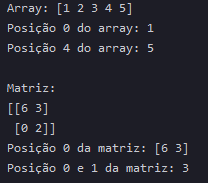 Array: [1 2 3 4 5]
Posição 0 do array: 1
Posição 4 do array: 5
Matriz:
[[6 3]
 [0 2]]
Posição 0 da matriz: [6 3]
Posição 0 e 1 da matriz: 3